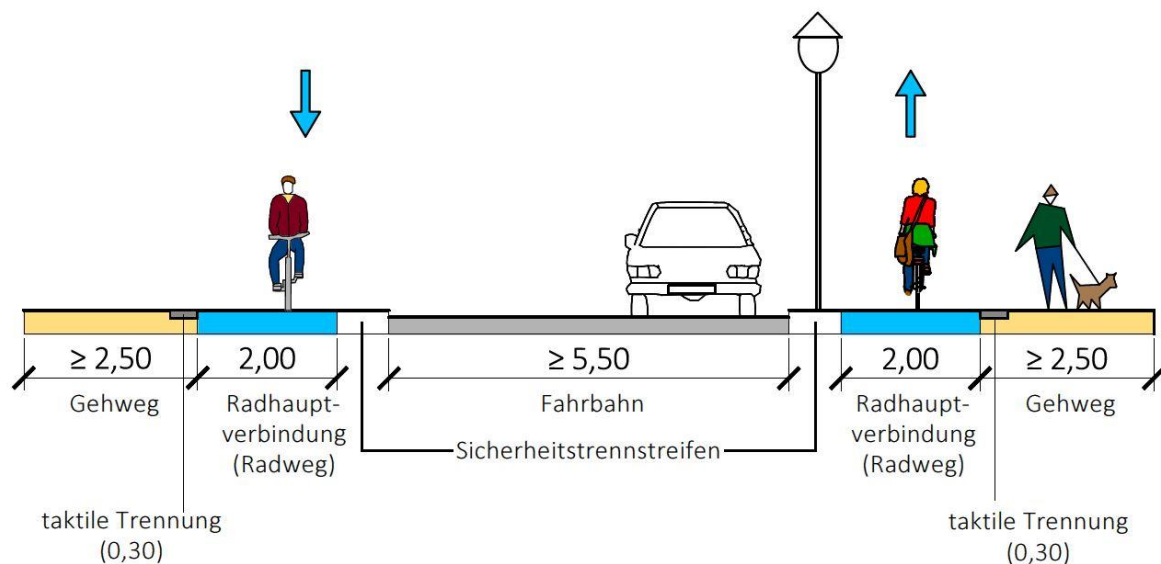 ≥ 2,50
2,00
≥ 5,50
2,00
≥ 2,50
Gehweg
Radhaupt-
verbindung
(Radweg)
Fahrbahn
Radhaupt-
verbindung
(Radweg)
Gehweg
Sicherheitstrennstreifen
taktile Trennung
(0,30)
taktile Trennung
(0,30)